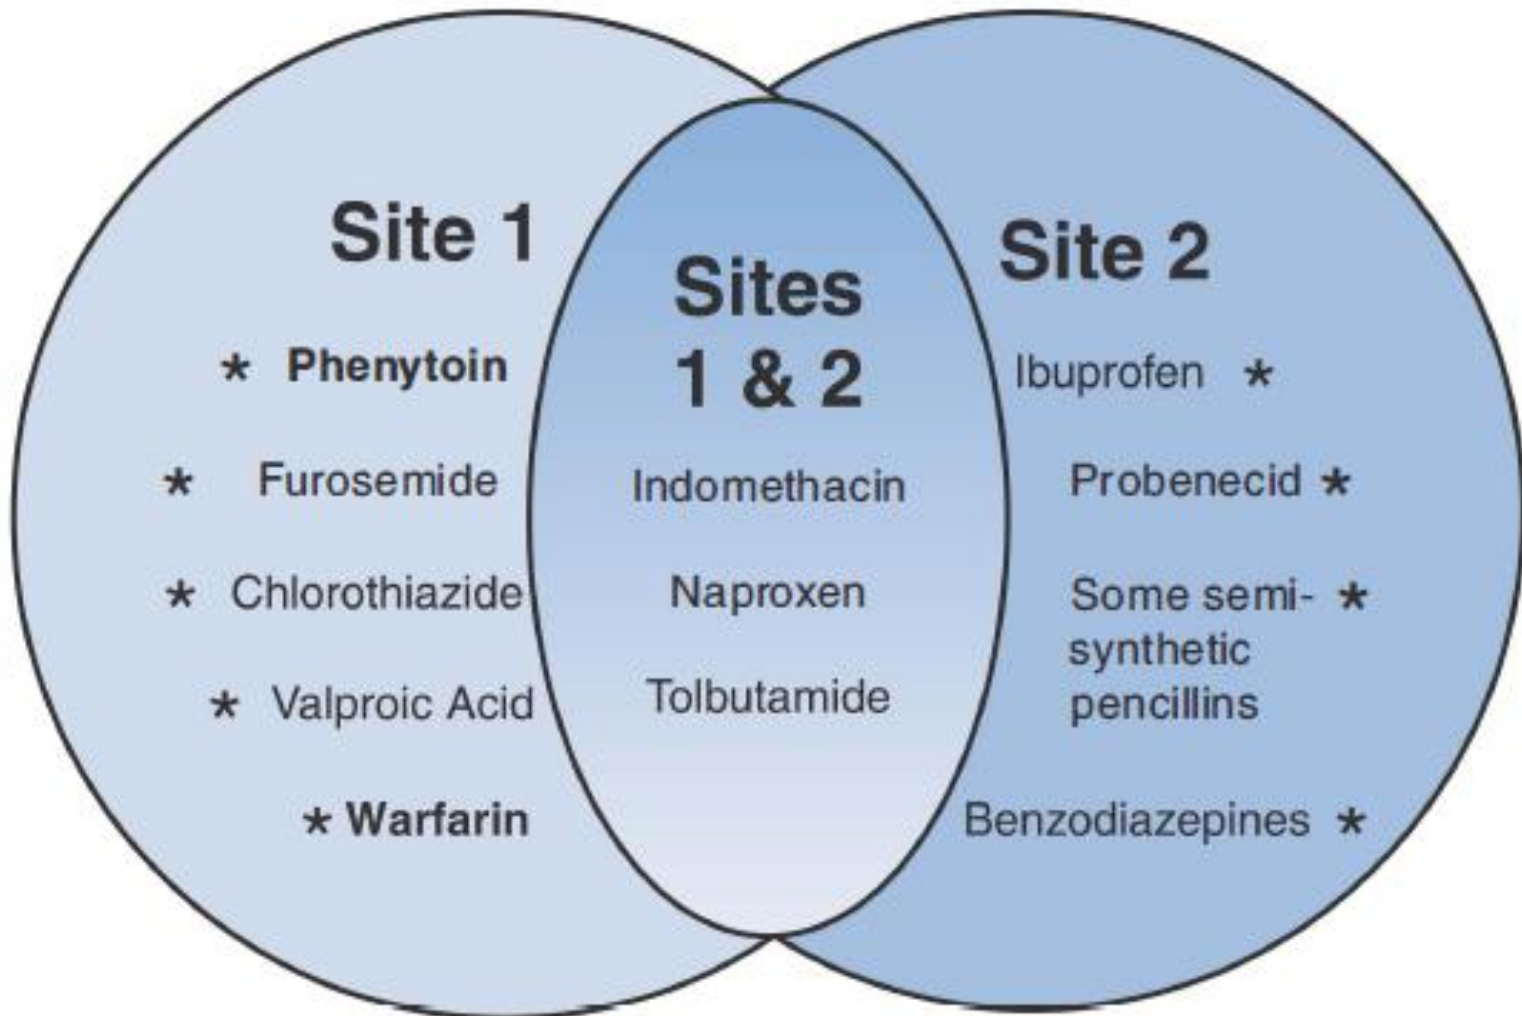 Site 1
* Phenytoin
* Furosemide
* Chlorothiazide
* Valproic Acid
* Warfarin
Sites
1 & 2
Indomethacin
Naproxen
Tolbutamide
Site 2
Ibuprofen *
Probenecid *
Some semi- *
synthetic
pencillins
Benzodiazepines *